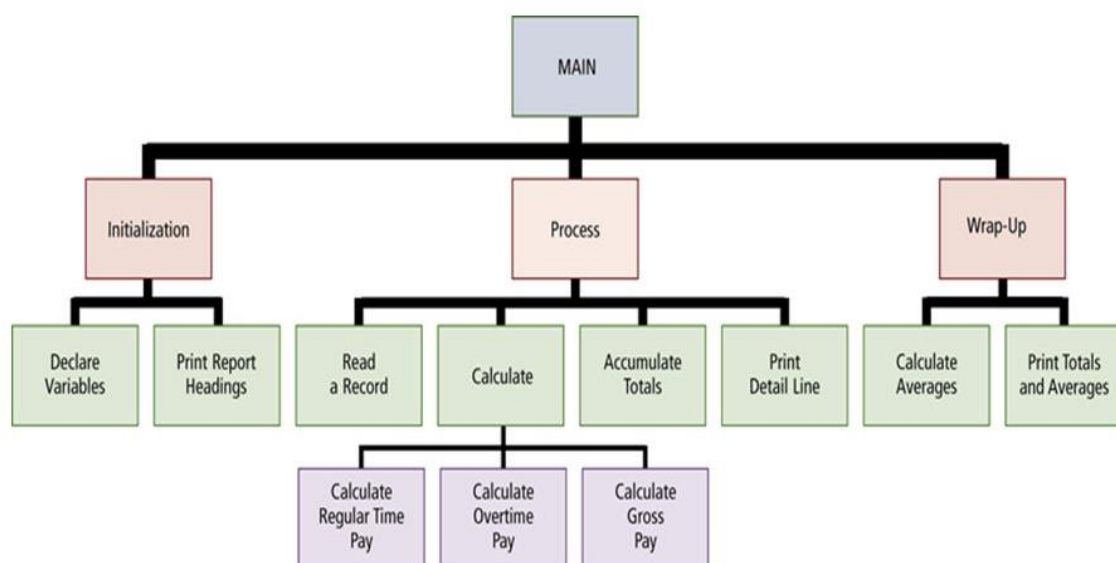 MAIN
Initialization
Process
Wrap-Up
Declare
Variables
Print Report
Headings
Read
a Record
Calculate
Accumulate
Totals
Print
Detail Line
Calculate
Averages
Print Totals
and Averages
Calculate
Regular Time
Pay
Calculate
Overtime
Pay
Calculate
Gross
Pay